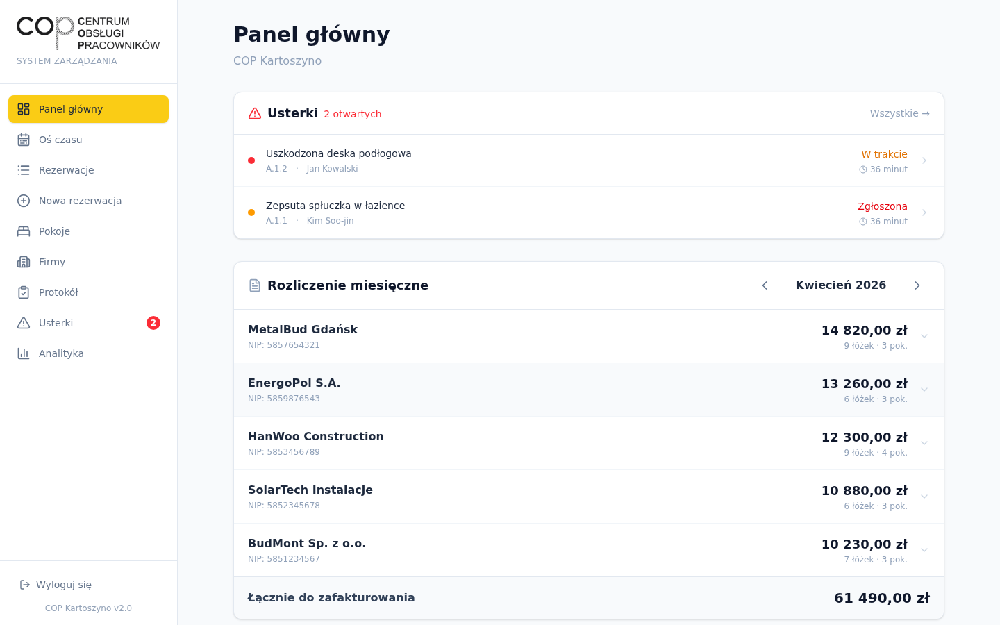 COP CENTRUM
OBSŁUGI
PRACOWNIKÓW
SYSTEM ZARZĄDZANIA
Panel główny
Oś czasu
Rezerwacje
Nowa rezerwacja
Pokoje
Firmy
Protokół
Usterki 2
Analityka
Wyloguj się
COP Kartoszyno v2.0
Panel główny
COP Kartoszyno
Usterki 2 otwartych Wszystkie →
Uszkodzona deska podłogowa W trakcie
A.1.2 · Jan Kowalski 36 minut
Zepsuta spłuczka w łazience Zgłoszona
A.1.1 · Kim Soo-jin 36 minut
Rozliczenie miesięczne Kwiecień 2026
MetalBud Gdańsk 14 820,00 zł
NIP: 5857654321 9 łóżek · 3 pok.
EnergoPol S.A. 13 260,00 zł
NIP: 5859876543 6 łóżek · 3 pok.
HanWoo Construction 12 300,00 zł
NIP: 5853456789 9 łóżek · 4 pok.
SolarTech Instalacje 10 880,00 zł
NIP: 5852345678 6 łóżek · 3 pok.
BudMont Sp. z o.o. 10 230,00 zł
NIP: 5851234567 7 łóżek · 3 pok.
Łącznie do zafakturowania 61 490,00 zł